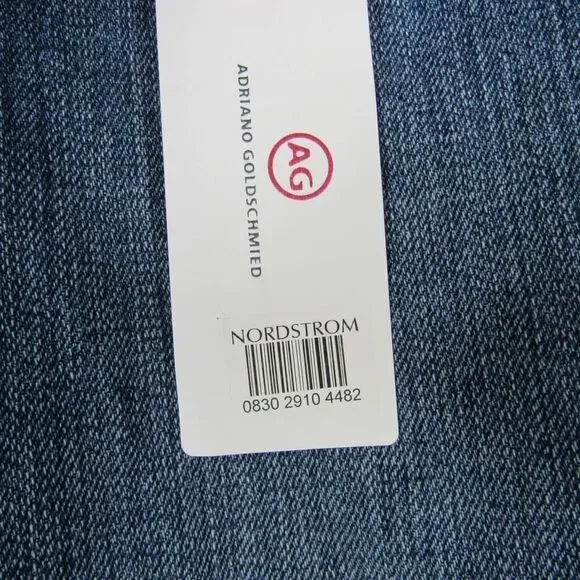 ADRIANO GOLDSCHMIED
AG
NORDSTROM
0830 2910 4482